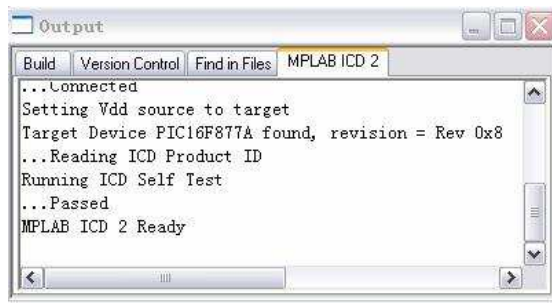 Output
Build Version Control Find in Files MPLAB ICD 2
...Connected
Setting Vdd source to target
Target Device PIC16F877A found, revision = Rev 0x8
...Reading ICD Product ID
Running ICD Self Test
...Passed
MPLAB ICD 2 Ready